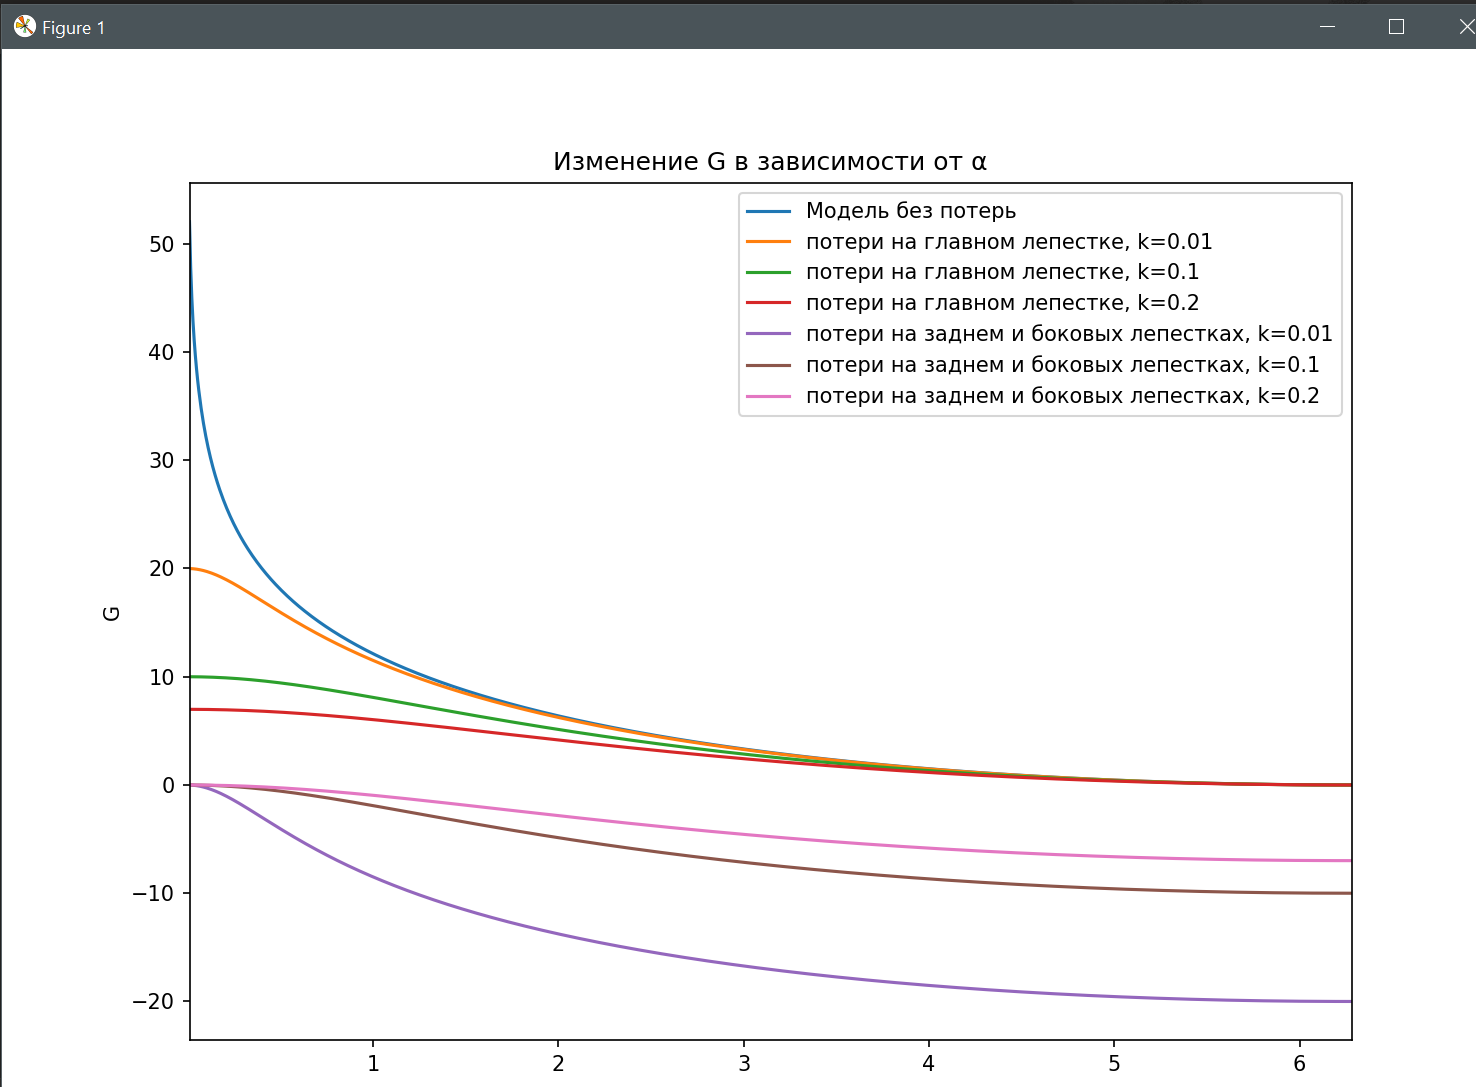 Figure 1
Изменение G в зависимости от α
Модель без потерь
потери на главном лепестке, k=0.01
потери на главном лепестке, k=0.1
потери на главном лепестке, k=0.2
потери на заднем и боковых лепестках, k=0.01
потери на заднем и боковых лепестках, k=0.1
потери на заднем и боковых лепестках, k=0.2
50
40
30
20
10
0
−10
−20
G
1 2 3 4 5 6